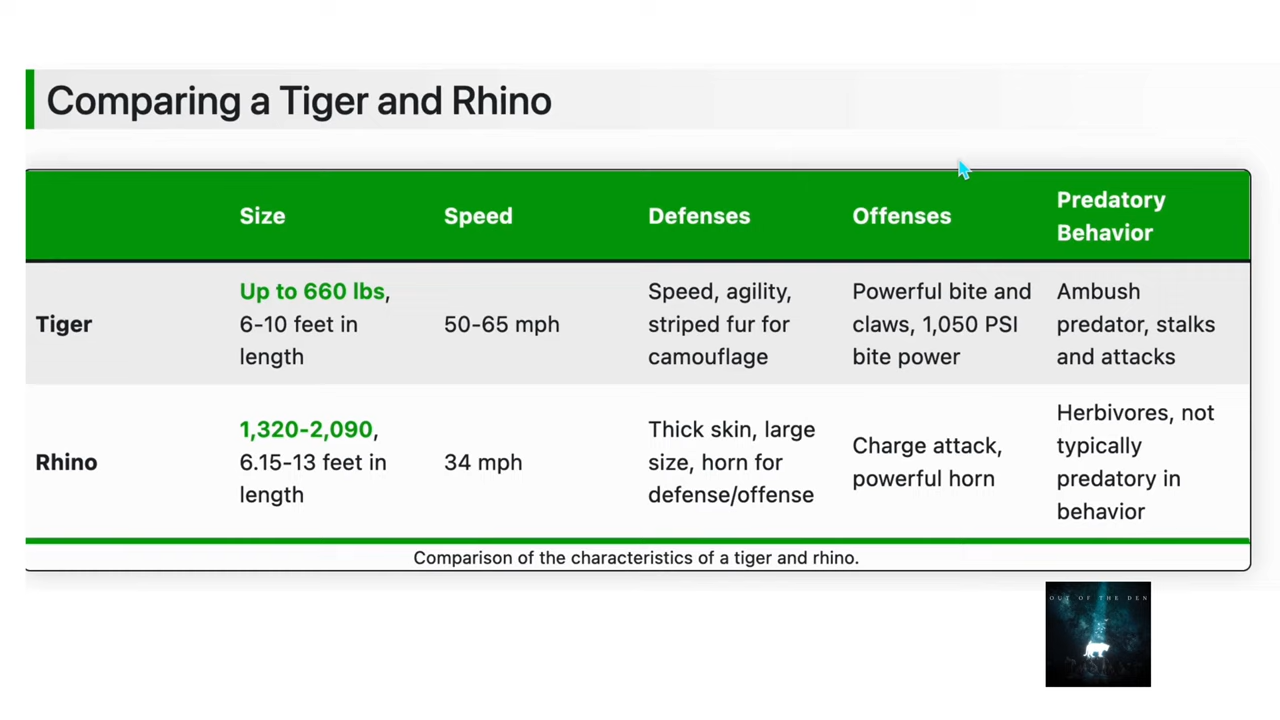 Comparing a Tiger and Rhino
Size
Speed
Defenses
Offenses
Predatory
Behavior
Tiger
Up to 660 lbs,
6-10 feet in
length
50-65 mph
Speed, agility,
striped fur for
camouflage
Powerful bite and
claws, 1,050 PSI
bite power
Ambush
predator, stalks
and attacks
Rhino
1,320-2,090,
6.15-13 feet in
length
34 mph
Thick skin, large
size, horn for
defense/offense
Charge attack,
powerful horn
Herbivores, not
typically
predatory in
behavior
Comparison of the characteristics of a tiger and rhino.
OUT OF THE DEN